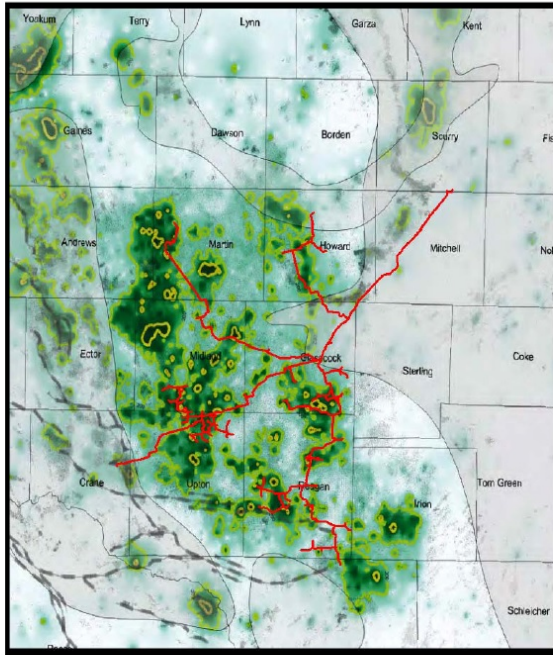 Yoakum
Terry
Lynn
Garza
Kent
Gaines
Dawson
Borden
Scurry
Andrews
Martin
Howard
Mitchell
Ector
Midland
Glasscock
Sterling
Coke
Crane
Upton
Reagan
Irion
Tom Green
Schleicher